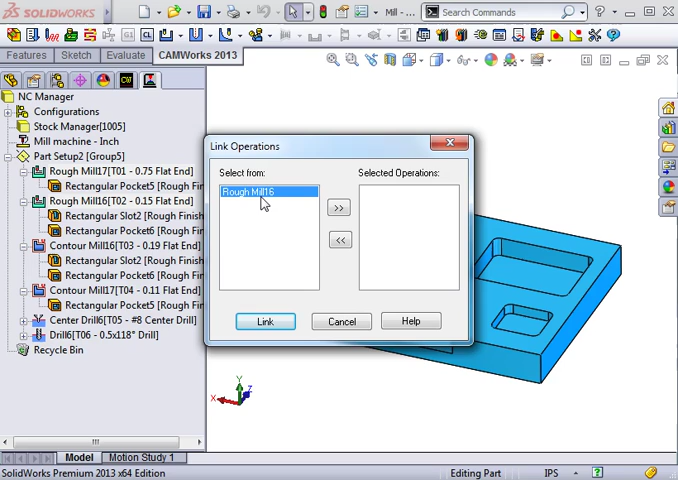 SOLIDWORKS
Mill -
Search Commands
Features
Sketch
Evaluate
CAMWorks 2013
NC Manager
Configurations
Stock Manager[1005]
Mill machine - Inch
Part Setup2 [Group5]
Rough Mill17[T01 - 0.75 Flat End]
Rectangular Pocket5 [Rough Fin
Rough Mill16[T02 - 0.15 Flat End]
Rectangular Slot2 [Rough Finish
Rectangular Pocket6 [Rough Fin
Contour Mill16[T03 - 0.19 Flat End]
Rectangular Slot2 [Rough Finish
Rectangular Pocket6 [Rough Fin
Contour Mill17[T04 - 0.11 Flat End]
Rectangular Pocket5 [Rough Fin
Center Drill6[T05 - #8 Center Drill]
Drill6[T06 - 0.5x118° Drill]
Recycle Bin
Link Operations
Select from:
Selected Operations:
Rough Mill16
>>
<<
Link
Cancel
Help
Y
X
Z
Model
Motion Study 1
SolidWorks Premium 2013 x64 Edition
Editing Part
IPS